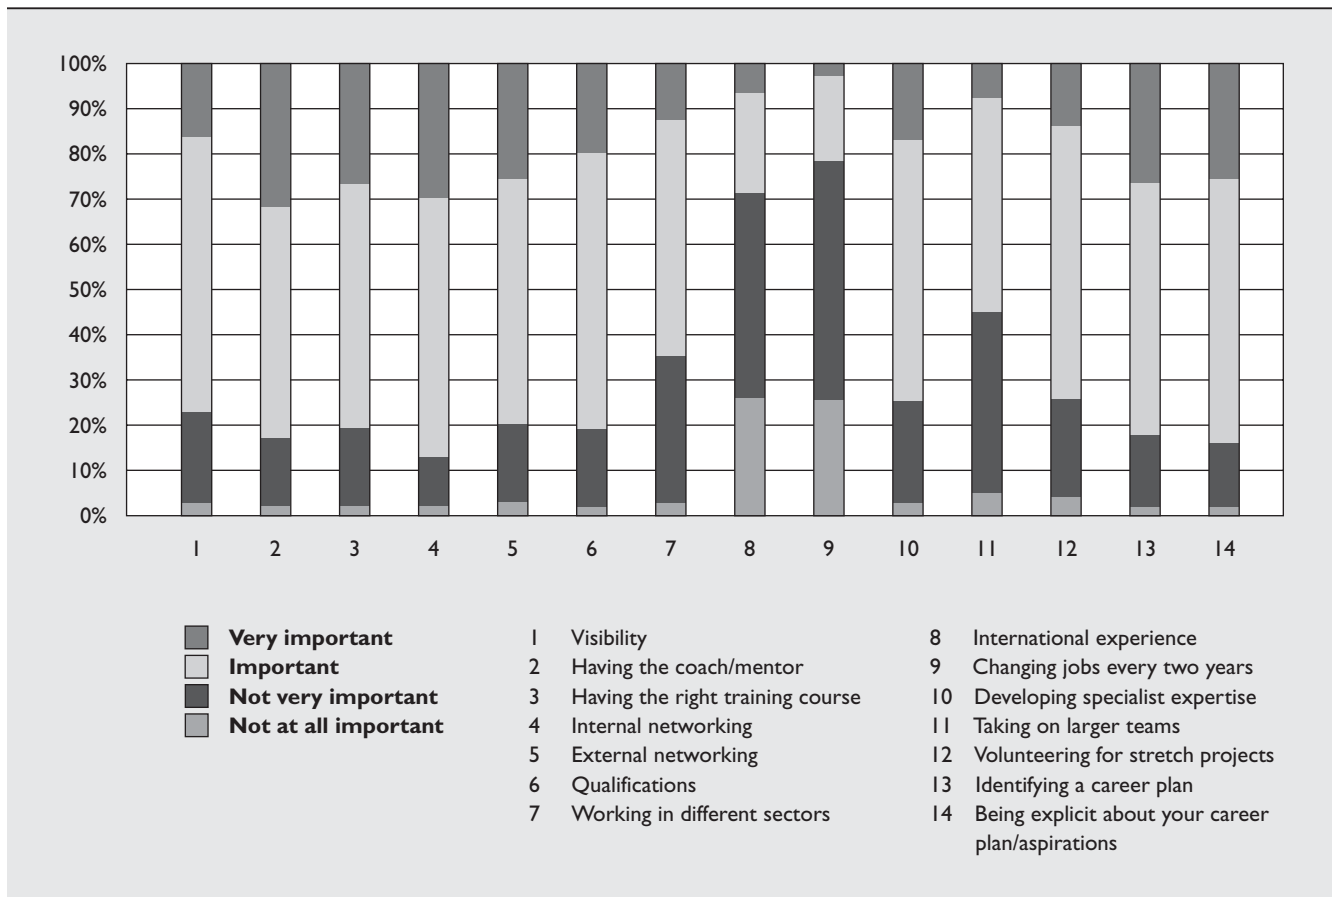 100%
90%
80%
70%
60%
50%
40%
30%
20%
10%
0%
1 2 3 4 5 6 7 8 9 10 11 12 13 14
Very important
Important
Not very important
Not at all important
1 Visibility
2 Having the coach/mentor
3 Having the right training course
4 Internal networking
5 External networking
6 Qualifications
7 Working in different sectors
8 International experience
9 Changing jobs every two years
10 Developing specialist expertise
11 Taking on larger teams
12 Volunteering for stretch projects
13 Identifying a career plan
14 Being explicit about your career
plan/aspirations